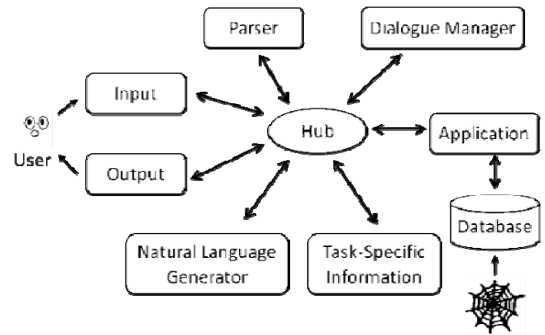 Parser
Dialogue Manager
Input
Hub
Application
User
Output
Database
Natural Language
Generator
Task-Specific
Information